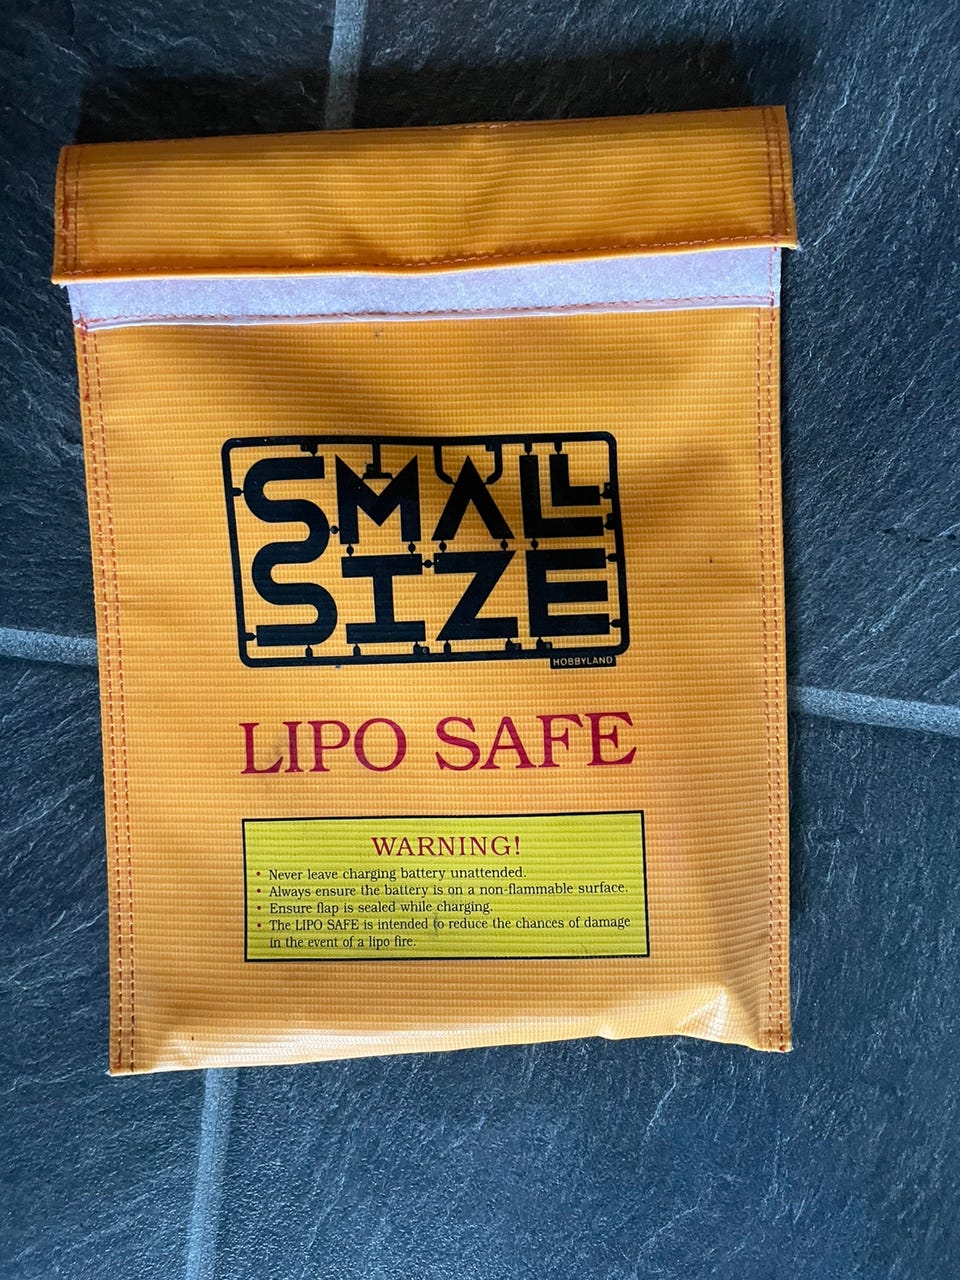 SMALL
SIZE
HOBBYLAND
LIPO SAFE
WARNING!
• Never leave charging battery unattended.
• Always ensure the battery is on a non-flammable surface.
• Ensure flap is sealed while charging.
• The LIPO SAFE is intended to reduce the chances of damage
in the event of a lipo fire.